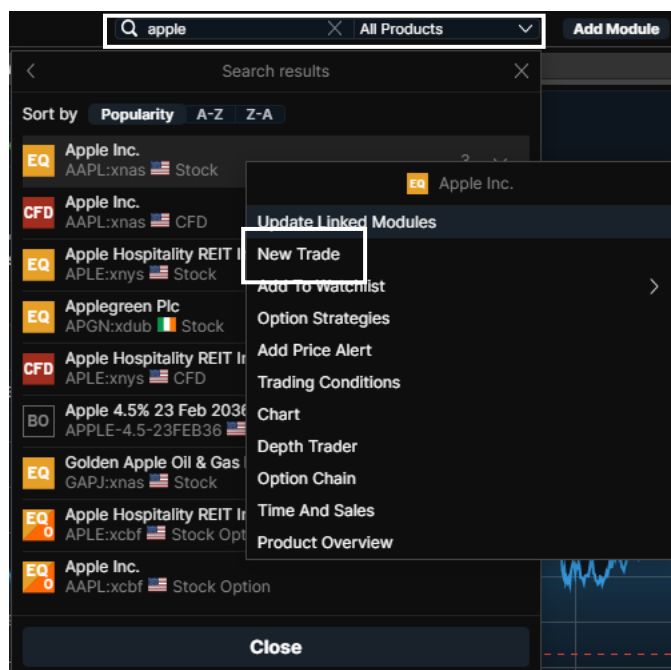 apple
All Products
Add Module
Search results
Sort by Popularity A-Z Z-A
EQ Apple Inc.
AAPL:xnas Stock
CFD Apple Inc.
AAPL:xnas CFD
EQ Apple Hospitality REIT
APLE:xnys Stock
EQ Applegreen Plc
APGN:xdub Stock
CFD Apple Hospitality REIT
APLE:xnys CFD
BO Apple 4.5% 23 Feb 2036
APPLE-4.5-23FEB36
EQ Golden Apple Oil & Gas
GAPJ:xnas Stock
EQ O Apple Hospitality REIT
APLE:xcbf Stock Opt
EQ O Apple Inc.
AAPL:xcbf Stock Option
Close
EQ Apple Inc.
Update Linked Modules
New Trade
Add To Watchlist
Option Strategies
Add Price Alert
Trading Conditions
Chart
Depth Trader
Option Chain
Time And Sales
Product Overview